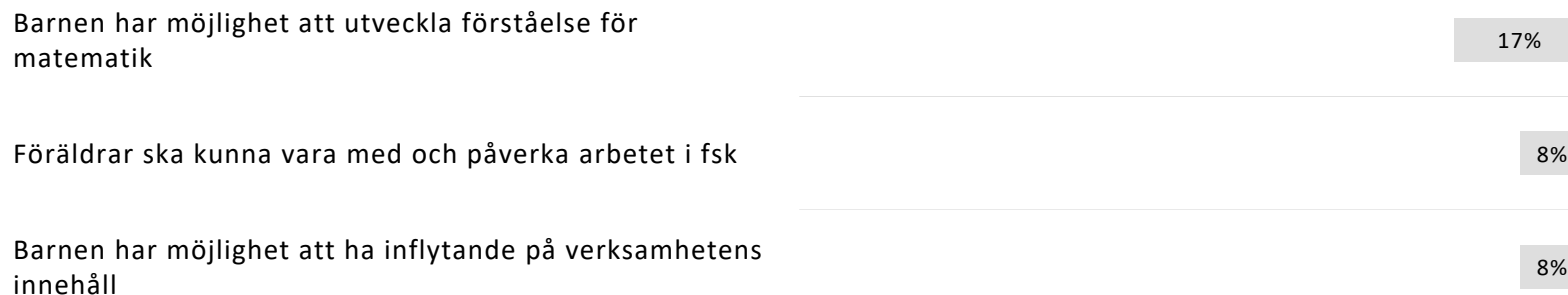 Barnen har möjlighet att utveckla förståelse för
matematik
17%
Föräldrar ska kunna vara med och påverka arbetet i fsk
8%
Barnen har möjlighet att ha inflytande på verksamhetens
innehåll
8%